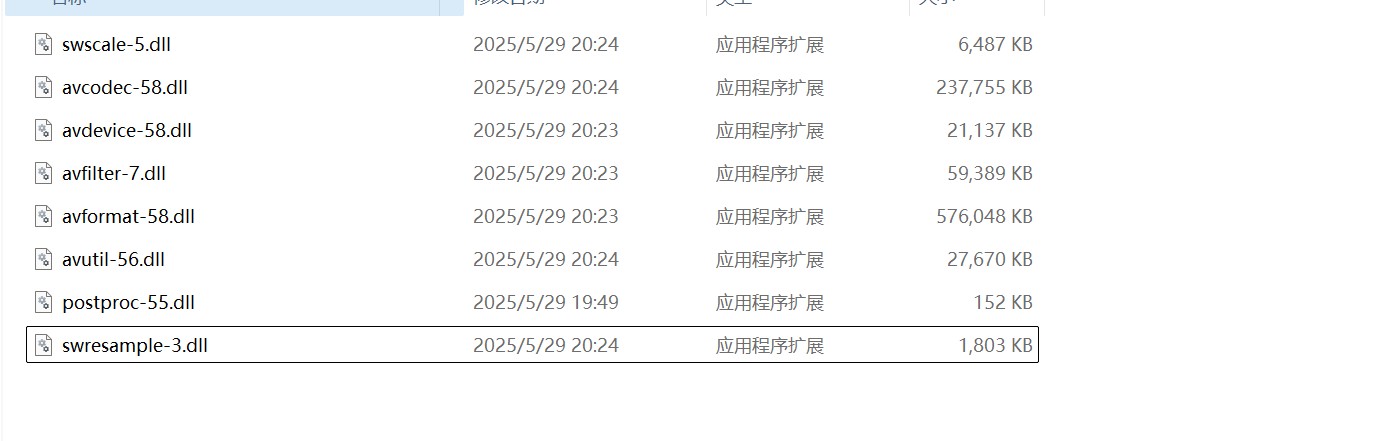 swscale-5.dll 2025/5/29 20:24 应用程序扩展 6,487 KB
avcodec-58.dll 2025/5/29 20:24 应用程序扩展 237,755 KB
avdevice-58.dll 2025/5/29 20:23 应用程序扩展 21,137 KB
avfilter-7.dll 2025/5/29 20:23 应用程序扩展 59,389 KB
avformat-58.dll 2025/5/29 20:23 应用程序扩展 576,048 KB
avutil-56.dll 2025/5/29 20:24 应用程序扩展 27,670 KB
postproc-55.dll 2025/5/29 19:49 应用程序扩展 152 KB
swresample-3.dll 2025/5/29 20:24 应用程序扩展 1,803 KB